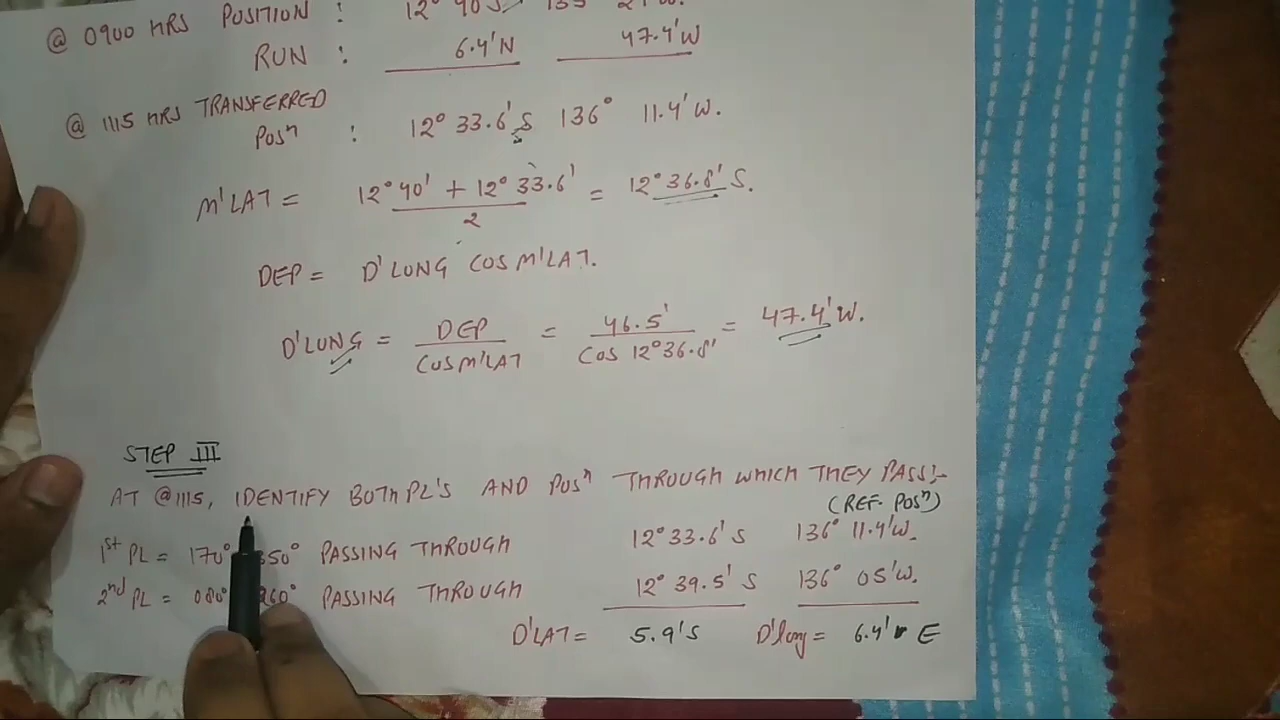 @ 0900 HRS POSITION : 12° 40'S
RUN : 6.4'N 47.4'W
@ 1115 HRS TRANSFERRED
POSⁿ : 12° 33.6'S 136° 11.4'W.
M'LAT = 12°40' + 12°33.6' / 2 = 12°36.8'S.
DEP = D'LONG COS M'LAT.
D'LONG = DEP / COS M'LAT = 46.5' / COS 12°36.8' = 47.4'W.
STEP III
AT @1115, IDENTIFY BOTH PL'S AND POSⁿ THROUGH WHICH THEY PASS:-
(REF. POSⁿ)
1st PL = 170° 350° PASSING THROUGH 12°33.6'S 136° 11.4'W.
2nd PL = 080° 260° PASSING THROUGH 12° 39.5'S 136° 05'W.
D'LAT = 5.9'S D'long = 6.4' E